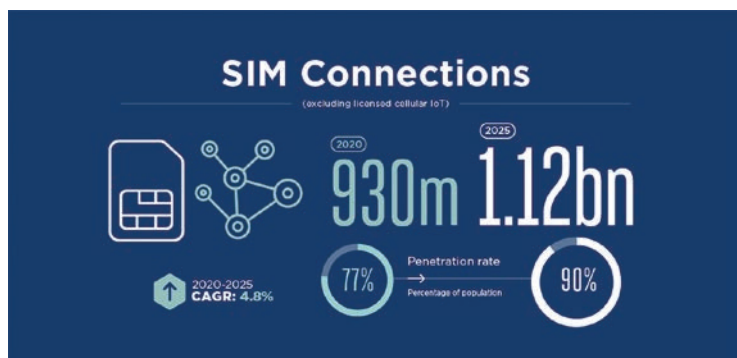 SIM Connections
(excluding licensed cellular IoT)
2020
2025
930m
1.12bn
77%
Penetration rate
Percentage of population
90%
2020-2025
CAGR: 4.8%